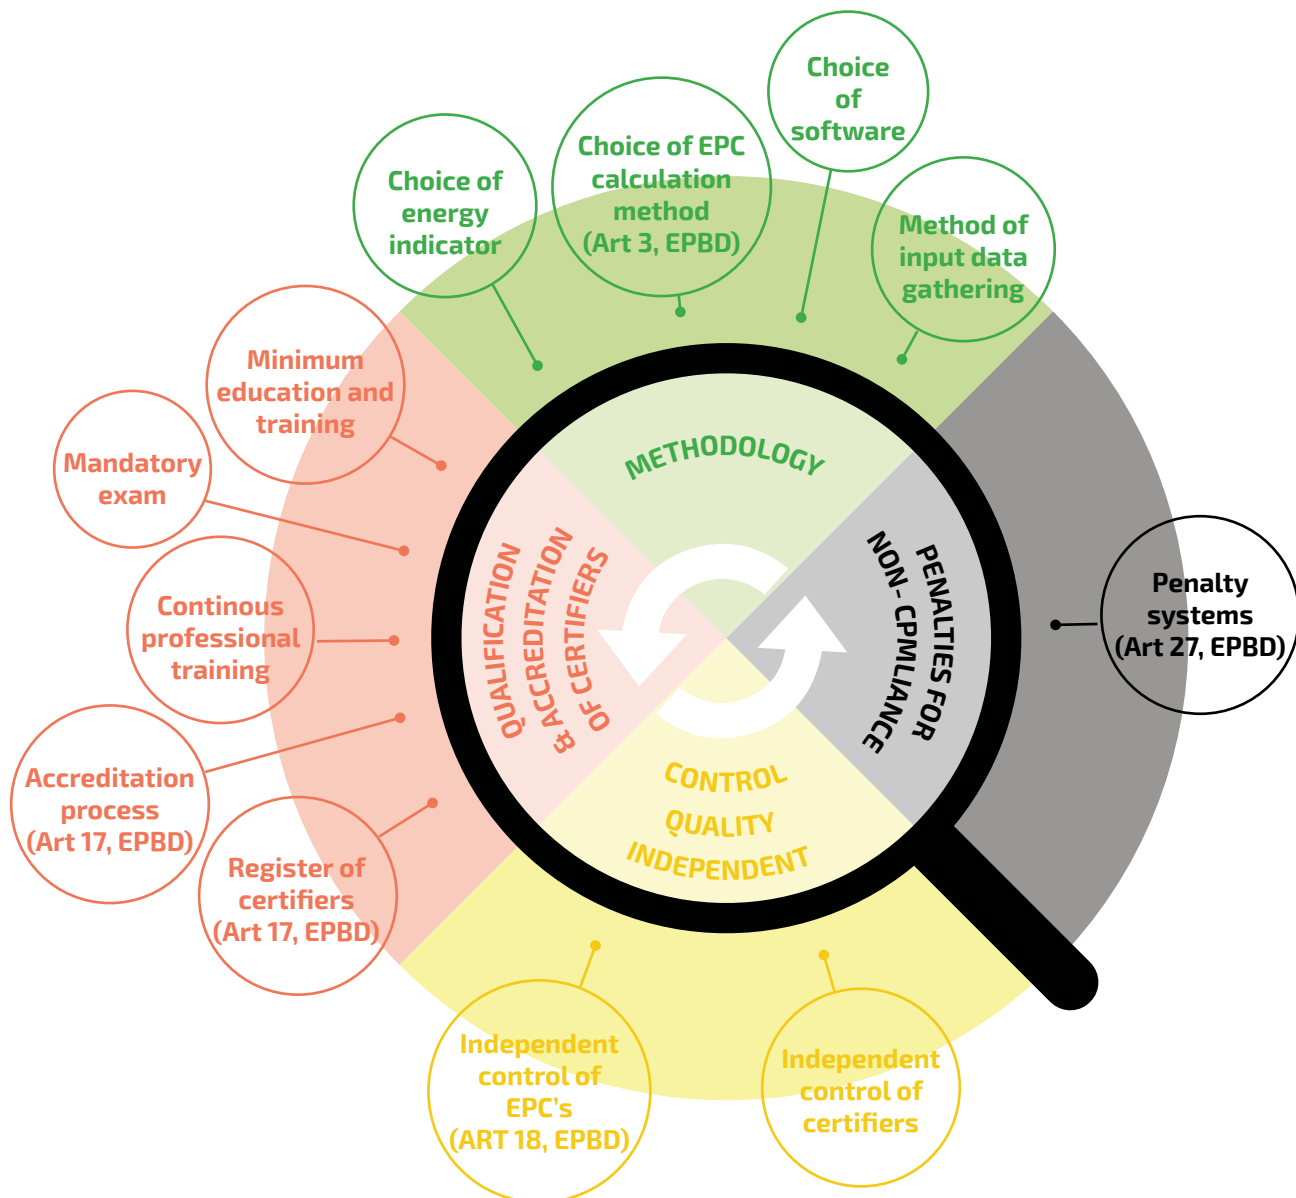 Choice
of
software
Choice of EPC
calculation
method
(Art 3, EPBD)
Choice of
energy
indicator
Method of
input data
gathering
Minimum
education and
training
Mandatory
exam
Continous
professional
training
Accreditation
process
(Art 17, EPBD)
Register of
certifiers
(Art 17, EPBD)
METHODOLOGY
QUALIFICATION
& ACCREDITATION
OF CERTIFIERS
PENALTIES FOR
NON- CPMLIANCE
CONTROL
QUALITY
INDEPENDENT
Penalty
systems
(Art 27, EPBD)
Independent
control of
EPC’s
(ART 18, EPBD)
Independent
control of
certifiers